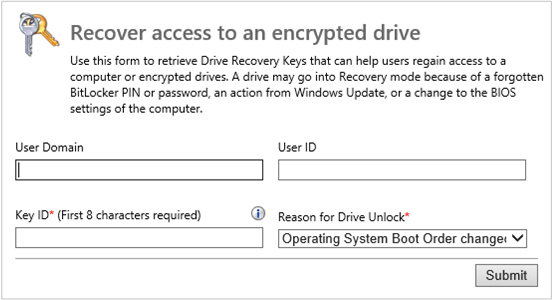 Recover access to an encrypted drive
Use this form to retrieve Drive Recovery Keys that can help users regain access to a
computer or encrypted drives. A drive may go into Recovery mode because of a forgotten
BitLocker PIN or password, an action from Windows Update, or a change to the BIOS
settings of the computer.
User Domain
User ID
Key ID* (First 8 characters required)
Reason for Drive Unlock*
Operating System Boot Order change
Submit